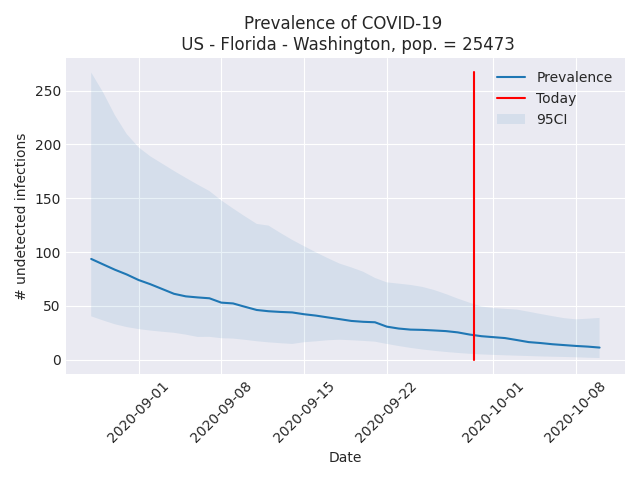 Prevalence of COVID-19
US - Florida - Washington, pop. = 25473
Prevalence
Today
95CI
# undetected infections
250
200
150
100
50
0
2020-09-01
2020-09-08
2020-09-15
2020-09-22
2020-10-01
2020-10-08
Date